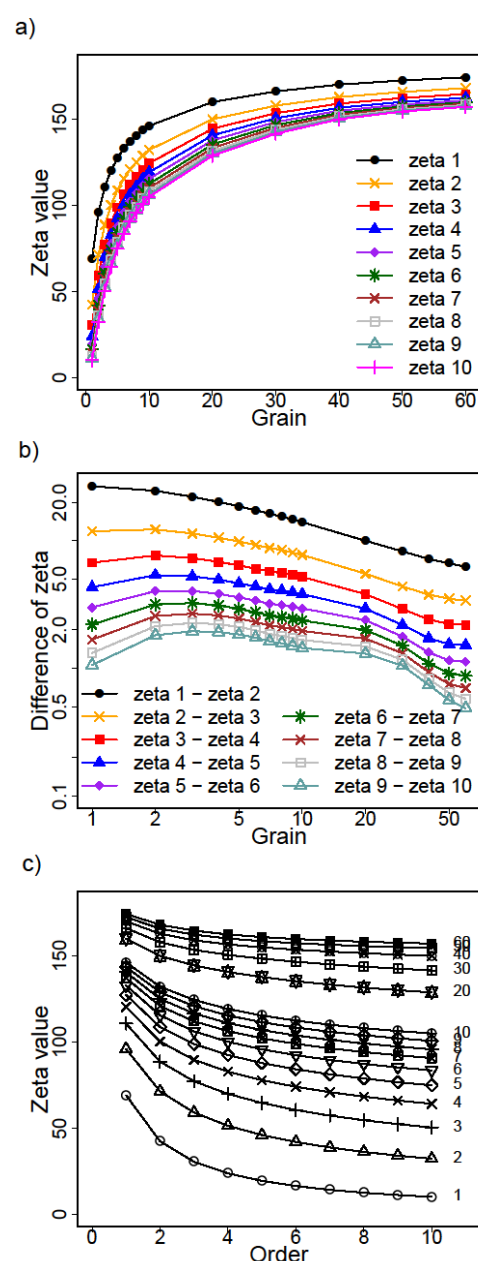 a)
Zeta value
150
100
50
0
zeta 1
zeta 2
zeta 3
zeta 4
zeta 5
zeta 6
zeta 7
zeta 8
zeta 9
zeta 10
0 10 20 30 40 50 60
Grain
b)
Difference of zeta
20.0
5.0
2.0
0.5
0.1
zeta 1 − zeta 2
zeta 2 − zeta 3
zeta 3 − zeta 4
zeta 4 − zeta 5
zeta 5 − zeta 6
zeta 6 − zeta 7
zeta 7 − zeta 8
zeta 8 − zeta 9
zeta 9 − zeta 10
1 2 5 10 20 50
Grain
c)
Zeta value
150
100
50
0
60
40
30
20
10
9
7
6
5
4
3
2
1
0 2 4 6 8 10
Order